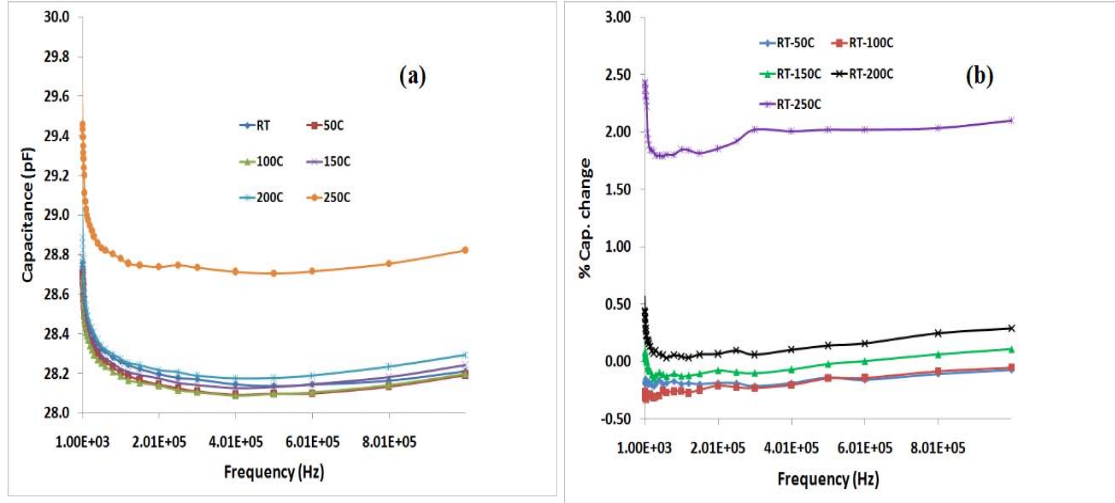 30.0
29.8
29.6
29.4
29.2
29.0
28.8
28.6
28.4
28.2
28.0
Capacitance (pF)
(a)
RT 50C
100C 150C
200C 250C
1.00E+03 2.01E+05 4.01E+05 6.01E+05 8.01E+05
Frequency (Hz)
3.00
2.50
2.00
1.50
1.00
0.50
0.00
-0.50
% Cap. change
(b)
RT-50C RT-100C
RT-150C RT-200C
RT-250C
1.00E+03 2.01E+05 4.01E+05 6.01E+05 8.01E+05
Frequency (Hz)